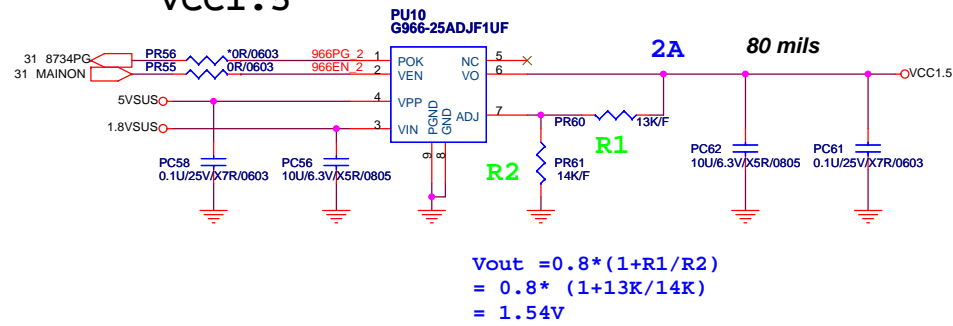 VCC1.5
PU10
G966-25ADJF1UF
2A
80 mils
31 8734PG
PR56
*0R/0603
966PG_2
1
POK
NC
5
31 MAINON
PR55
0R/0603
966EN_2
2
VEN
VO
6
VCC1.5
5VSUS
4
VPP
ADJ
7
PR60
13K/F
1.8VSUS
3
VIN
PGND
GND
R1
9
8
PC58
0.1U/25V/X7R/0603
PC56
10U/6.3V/X5R/0805
R2
PR61
14K/F
PC62
10U/6.3V/X5R/0805
PC61
0.1U/25V/X7R/0603
Vout =0.8*(1+R1/R2)
= 0.8* (1+13K/14K)
= 1.54V